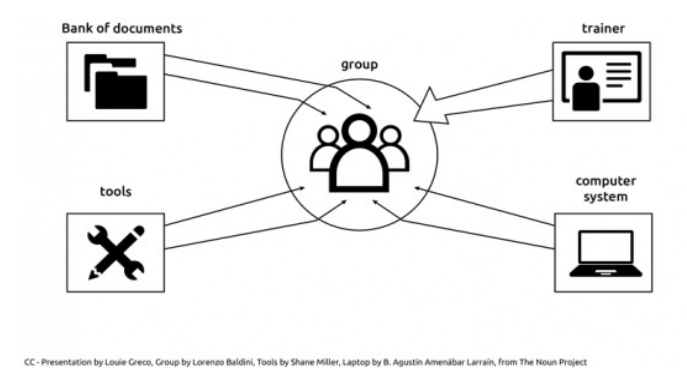 Bank of documents
trainer
group
tools
computer
system
CC - Presentation by Louie Greco, Group by Lorenzo Baldini, Tools by Shane Miller, Laptop by B. Agustín Amenábar Larraín, from The Noun Project